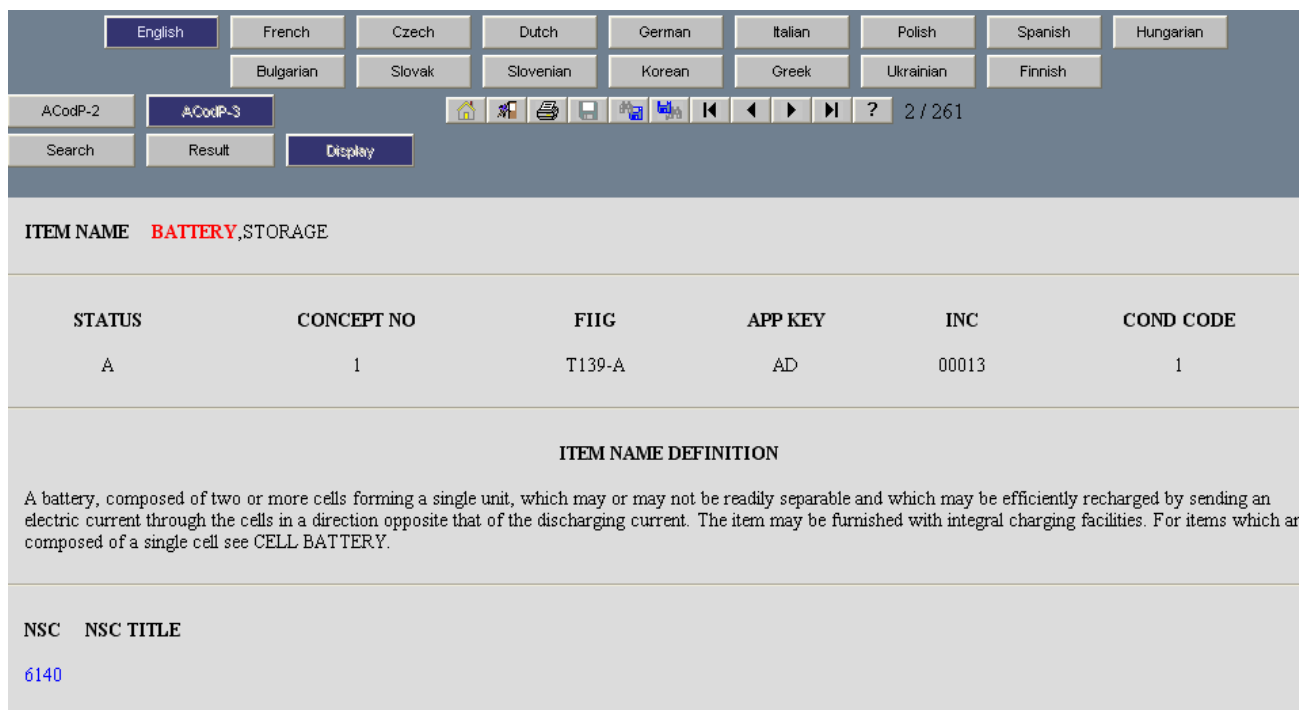 English French Czech Dutch German Italian Polish Spanish Hungarian
Bulgarian Slovak Slovenian Korean Greek Ukrainian Finnish
ACodP-2 ACodP-3 ? 2 / 261
Search Result Display
ITEM NAME BATTERY,STORAGE
STATUS CONCEPT NO FIIG APP KEY INC COND CODE
A 1 T139-A AD 00013 1
ITEM NAME DEFINITION
A battery, composed of two or more cells forming a single unit, which may or may not be readily separable and which may be efficiently recharged by sending an
electric current through the cells in a direction opposite that of the discharging current. The item may be furnished with integral charging facilities. For items which
composed of a single cell see CELL BATTERY.
NSC NSC TITLE
6140